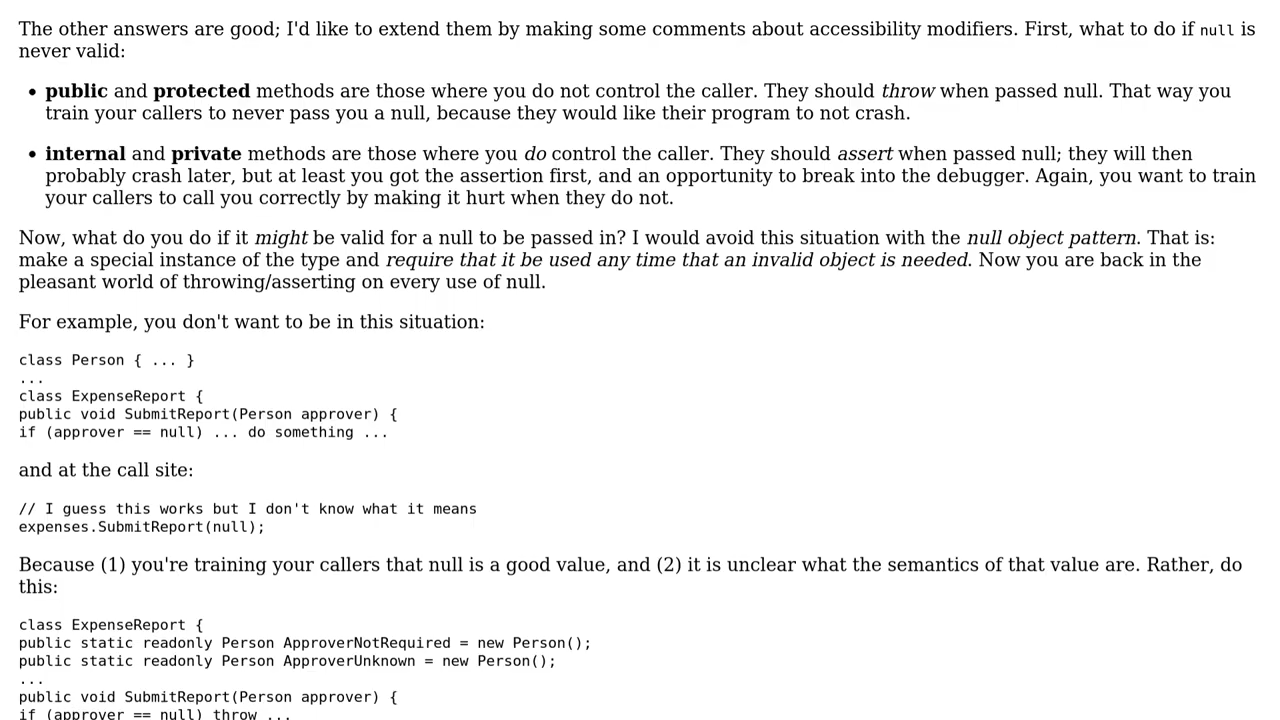 The other answers are good; I'd like to extend them by making some comments about accessibility modifiers. First, what to do if null is
never valid:
• public and protected methods are those where you do not control the caller. They should throw when passed null. That way you
train your callers to never pass you a null, because they would like their program to not crash.
• internal and private methods are those where you do control the caller. They should assert when passed null; they will then
probably crash later, but at least you got the assertion first, and an opportunity to break into the debugger. Again, you want to train
your callers to call you correctly by making it hurt when they do not.
Now, what do you do if it might be valid for a null to be passed in? I would avoid this situation with the null object pattern. That is:
make a special instance of the type and require that it be used any time that an invalid object is needed. Now you are back in the
pleasant world of throwing/asserting on every use of null.
For example, you don't want to be in this situation:
class Person { ... }
...
class ExpenseReport {
public void SubmitReport(Person approver) {
if (approver == null) ... do something ...
and at the call site:
// I guess this works but I don't know what it means
expenses.SubmitReport(null);
Because (1) you're training your callers that null is a good value, and (2) it is unclear what the semantics of that value are. Rather, do
this:
class ExpenseReport {
public static readonly Person ApproverNotRequired = new Person();
public static readonly Person ApproverUnknown = new Person();
...
public void SubmitReport(Person approver) {
if (approver == null) throw ...